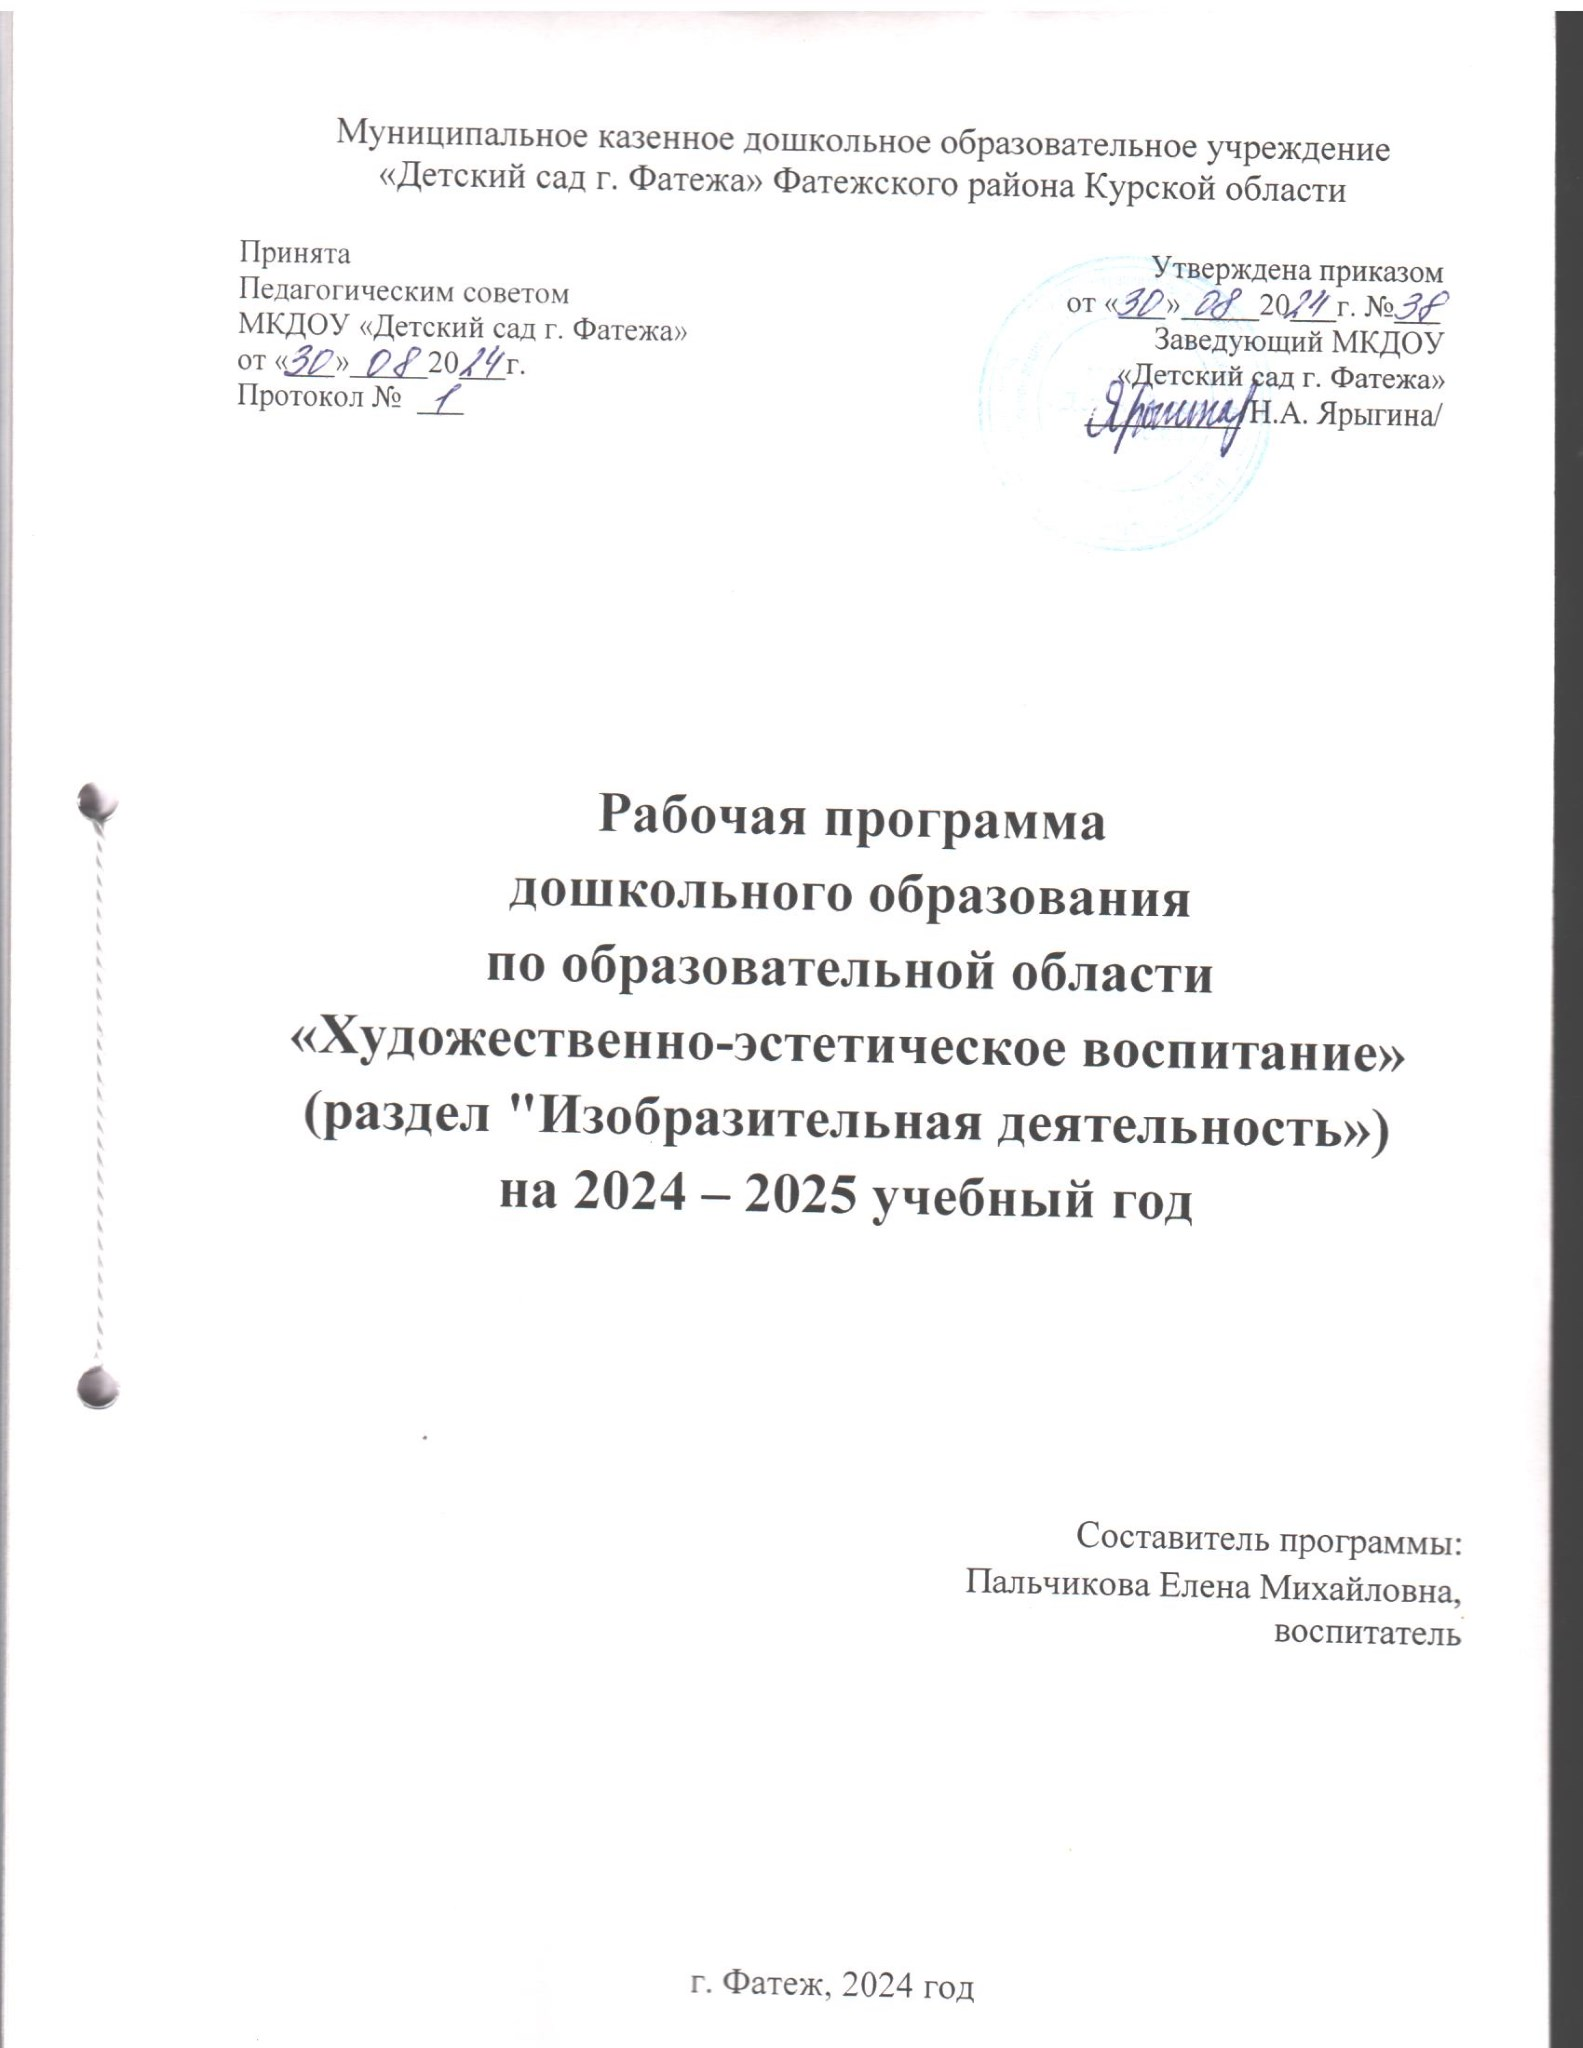 Муниципальное казенное дошкольное образовательное учреждение
«Детский сад г. Фатежа» Фатежского района Курской области
Принята
Педагогическим советом
МКДОУ «Детский сад г. Фатежа»
от «30» 08 2024 г.
Протокол № 1
Утверждена приказом
от «30» 08 2024 г. № 38
Заведующий МКДОУ
«Детский сад г. Фатежа»
/Н.А. Ярыгина/
Рабочая программа
дошкольного образования
по образовательной области
«Художественно-эстетическое воспитание»
(раздел "Изобразительная деятельность»)
на 2024 – 2025 учебный год
Составитель программы:
Пальчикова Елена Михайловна,
воспитатель
г. Фатеж, 2024 год